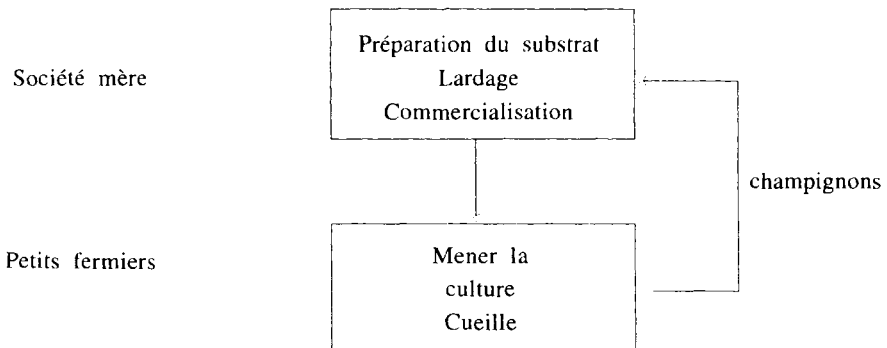 Préparation du substrat
Société mère
Lardage
Commercialisation
champignons
Petits fermiers
Mener la
culture
Cueille